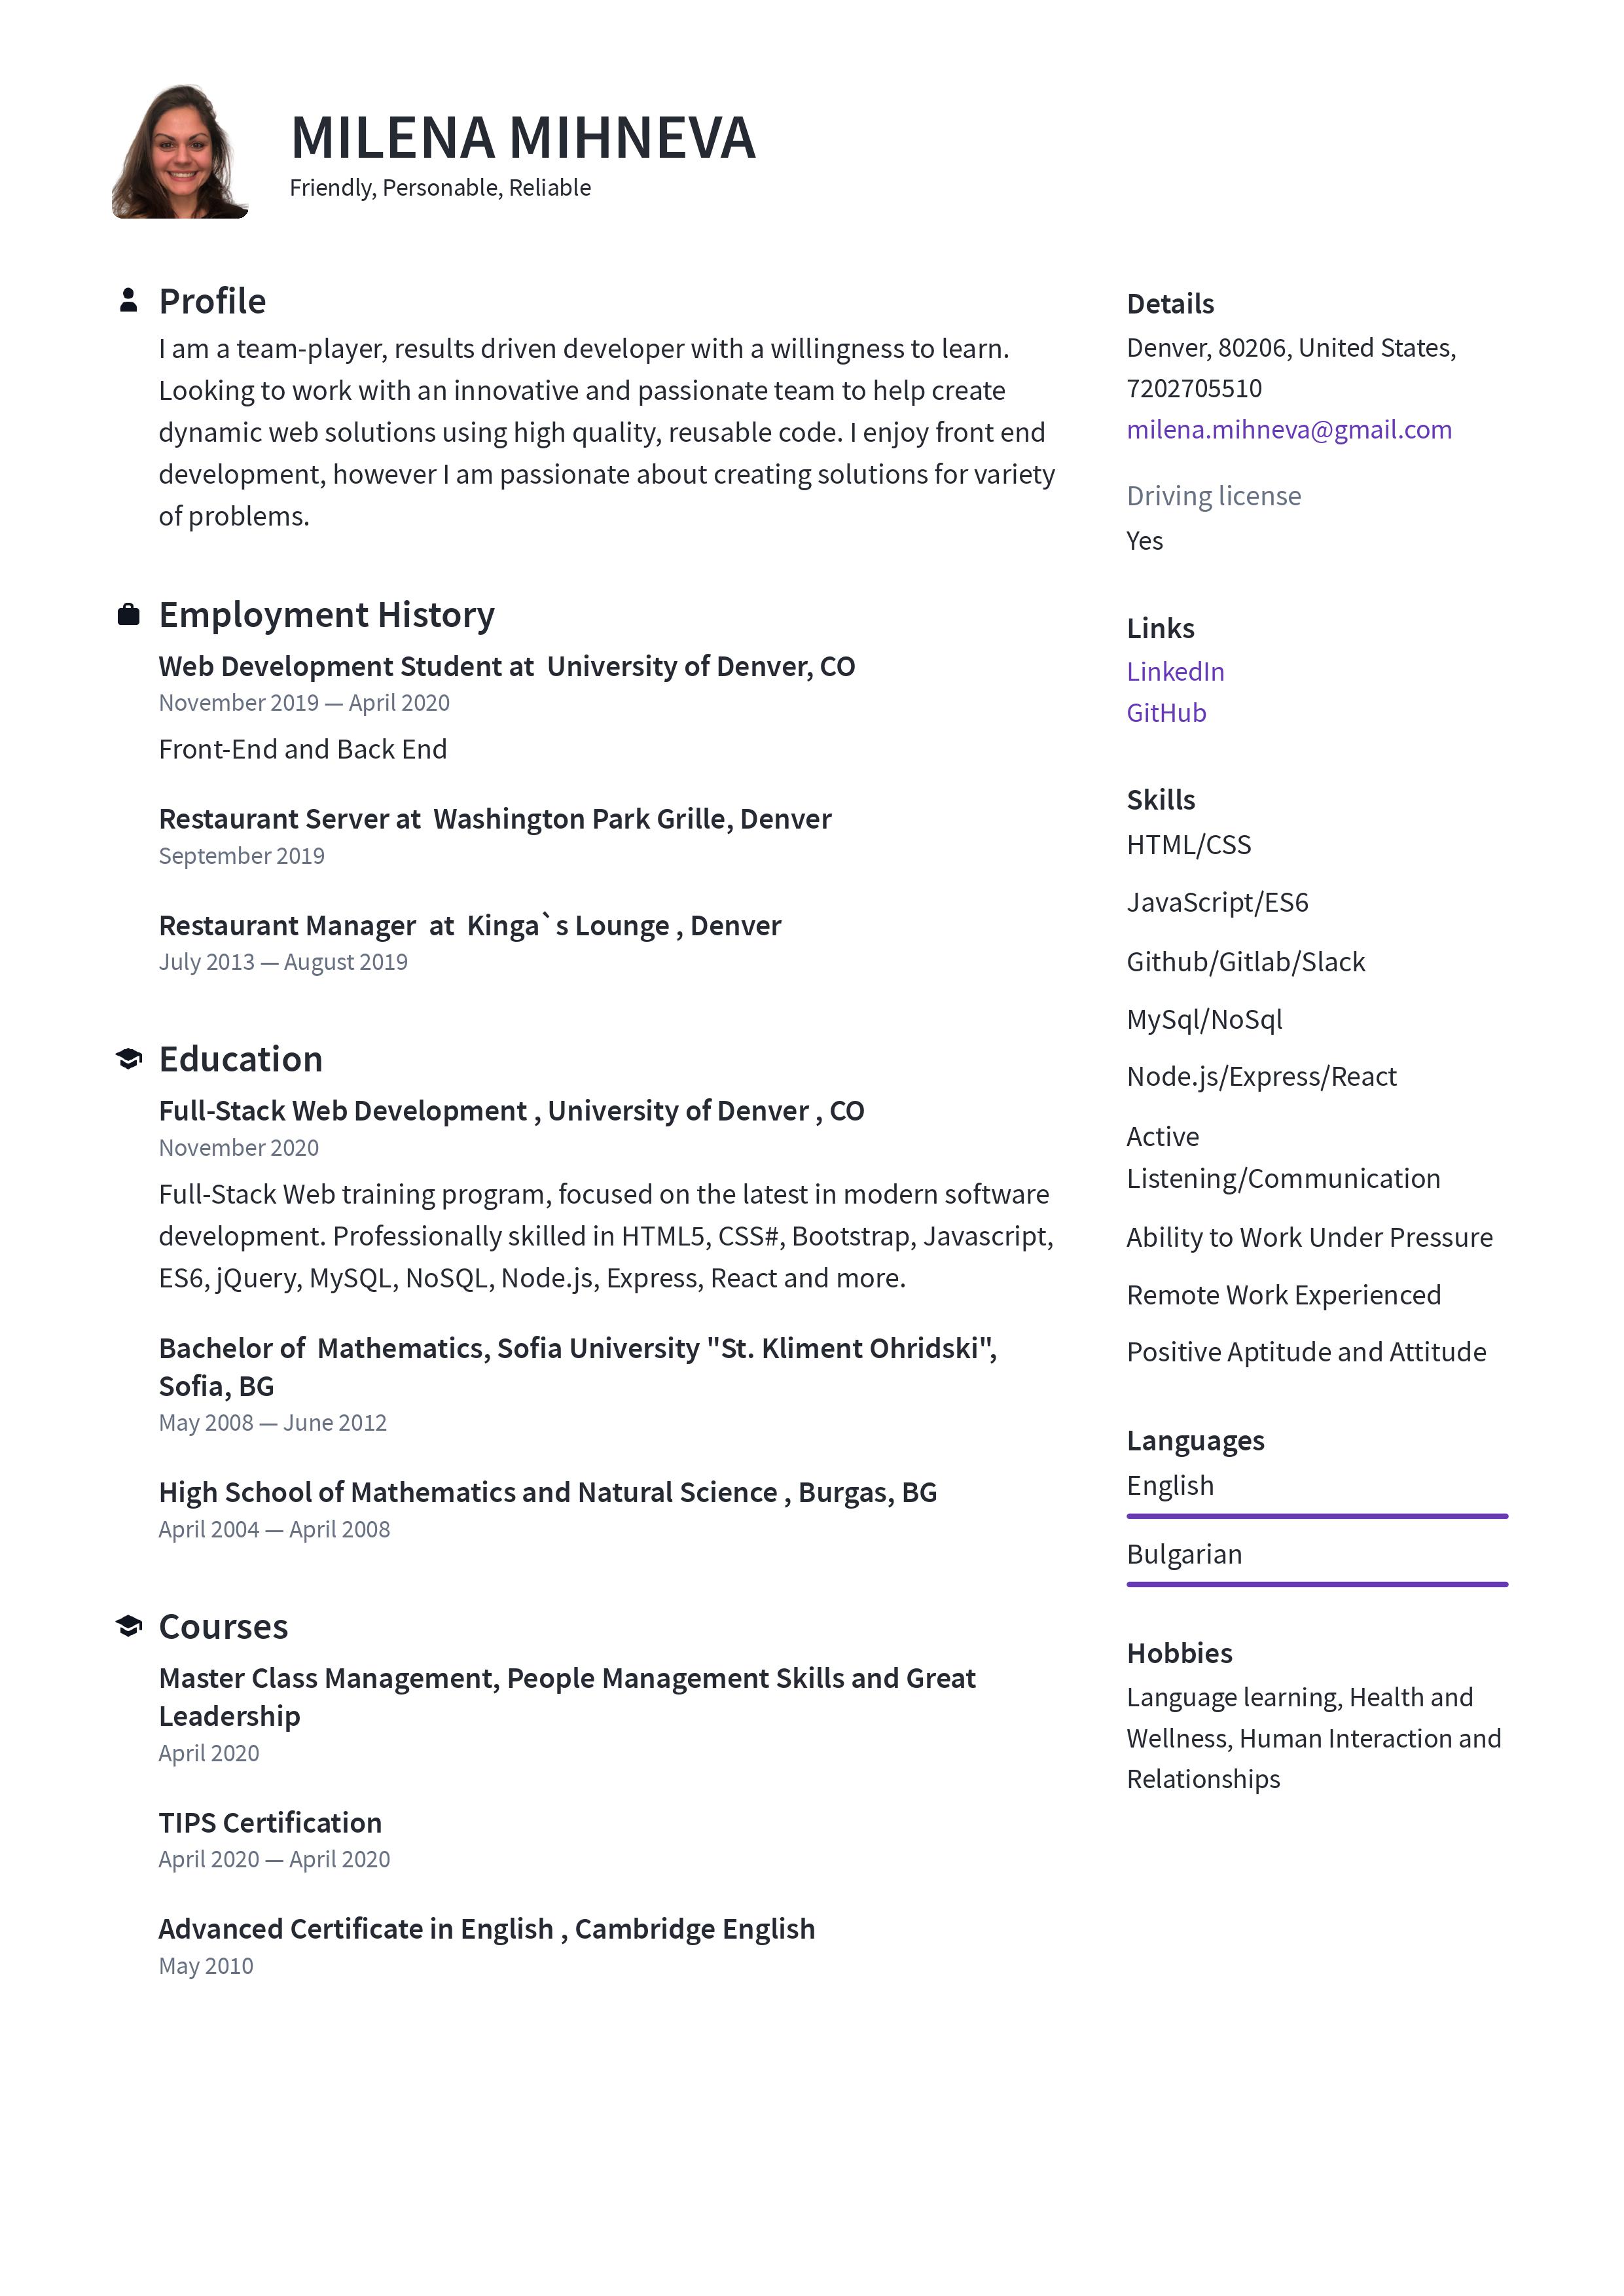 MILENA MIHNEVA
Friendly, Personable, Reliable
Profile
I am a team-player, results driven developer with a willingness to learn.
Looking to work with an innovative and passionate team to help create
dynamic web solutions using high quality, reusable code. I enjoy front end
development, however I am passionate about creating solutions for variety
of problems.
Employment History
Web Development Student at  University of Denver, CO
November 2019 — April 2020
Front-End and Back End
Restaurant Server at  Washington Park Grille, Denver
September 2019
Restaurant Manager  at  Kinga`s Lounge , Denver
July 2013 — August 2019
Education
Full-Stack Web Development , University of Denver , CO
November 2020
Full-Stack Web training program, focused on the latest in modern software
development. Professionally skilled in HTML5, CSS#, Bootstrap, Javascript,
ES6, jQuery, MySQL, NoSQL, Node.js, Express, React and more.
Bachelor of  Mathematics, Sofia University "St. Kliment Ohridski",
Sofia, BG
May 2008 — June 2012
High School of Mathematics and Natural Science , Burgas, BG
April 2004 — April 2008
Courses
Master Class Management, People Management Skills and Great
Leadership
April 2020
TIPS Certification
April 2020 — April 2020
Advanced Certificate in English , Cambridge English
May 2010
Details
Denver, 80206, United States,
7202705510
milena.mihneva@gmail.com
Driving license
Yes
Links
LinkedIn
GitHub
Skills
HTML/CSS
JavaScript/ES6
Github/Gitlab/Slack
MySql/NoSql
Node.js/Express/React
Active
Listening/Communication
Ability to Work Under Pressure
Remote Work Experienced
Positive Aptitude and Attitude
Languages
English
Bulgarian
Hobbies
Language learning, Health and
Wellness, Human Interaction and
Relationships